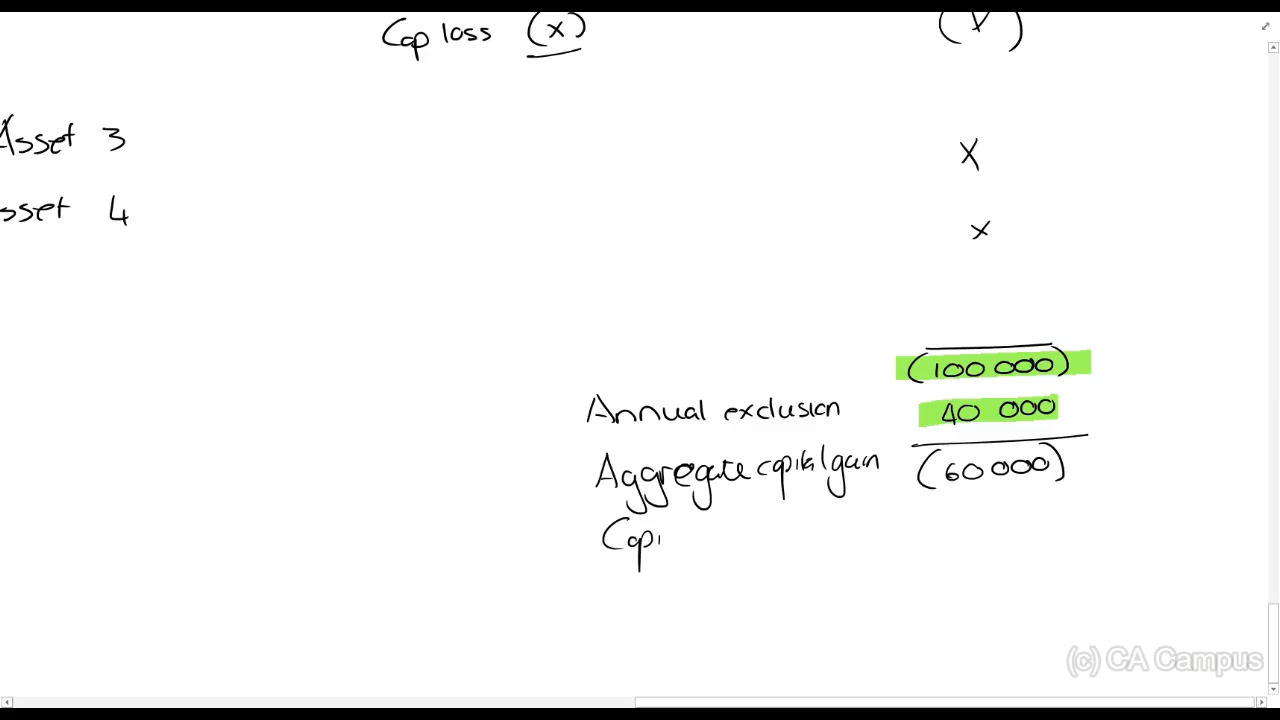 Cap loss (x) (x)
Asset 3 X
sset 4 x
(100 000)
Annual exclusion 40 000
Aggregate capital gain (60 000)
Capi
(c) CA Campus